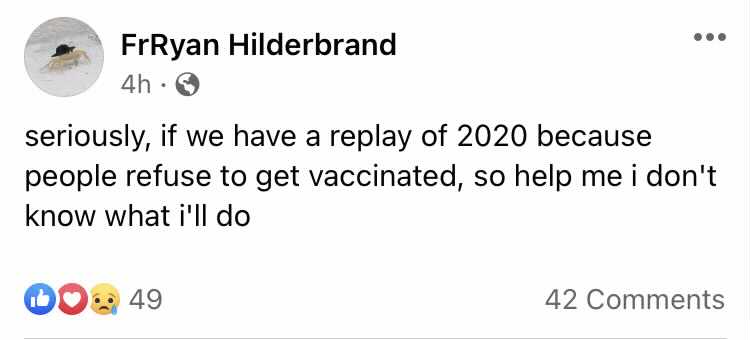 FrRyan Hilderbrand
4h ·
seriously, if we have a replay of 2020 because
people refuse to get vaccinated, so help me i don't
know what i'll do
49
42 Comments